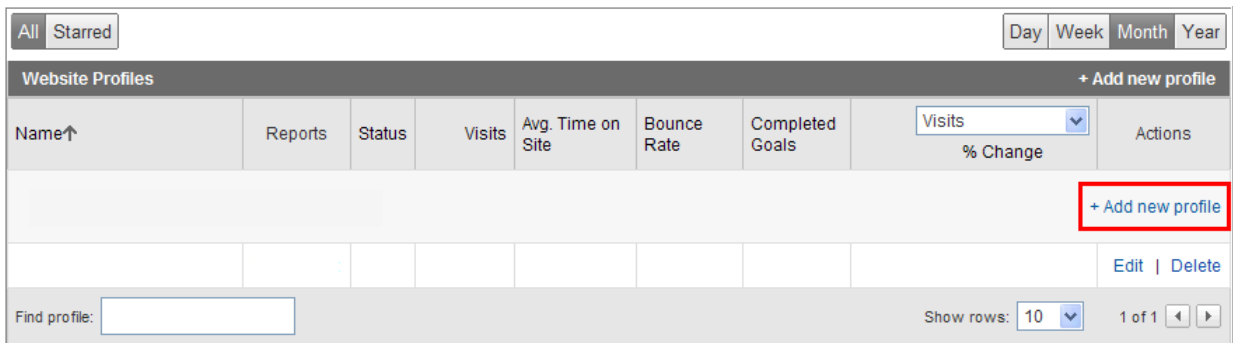 All Starred Day Week Month Year
Website Profiles + Add new profile
Name↑ Reports Status Visits Avg. Time on Site Bounce Rate Completed Goals Visits % Change Actions
+ Add new profile
Edit | Delete
Find profile: Show rows: 10 1 of 1